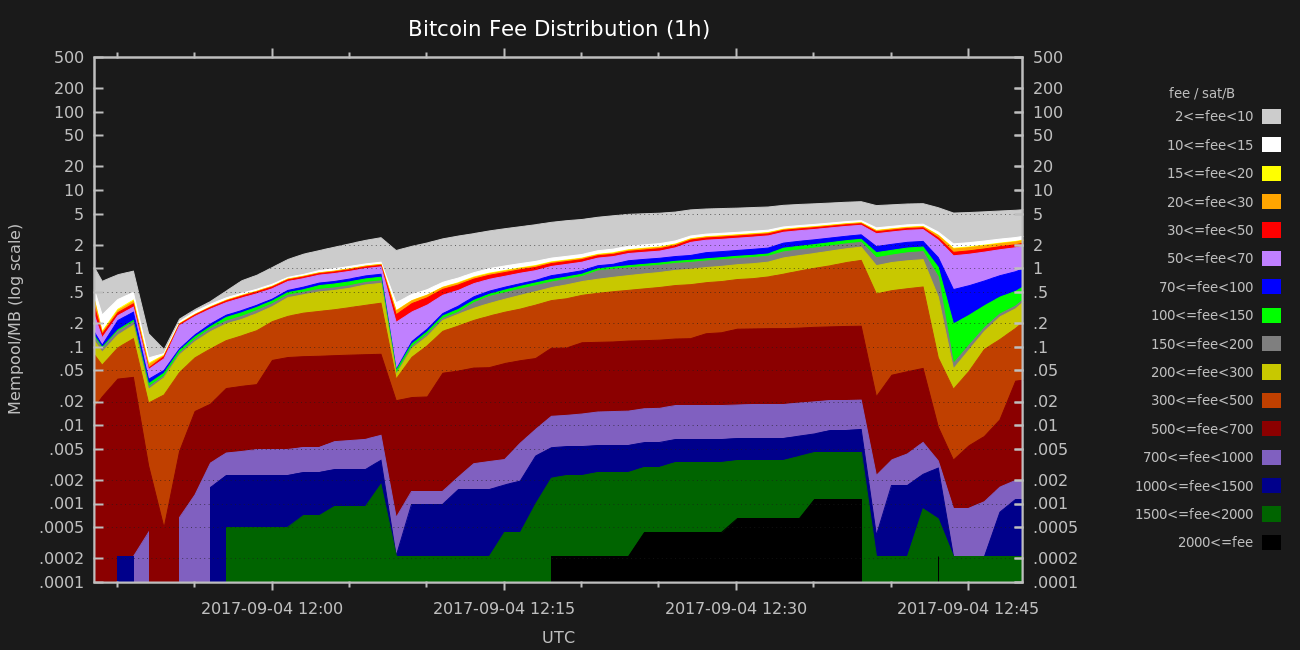 Bitcoin Fee Distribution (1h)
500 500
200 200
100 100
50 50
20 20
10 10
5 5
2 2
1 1
.5 .5
.2 .2
.1 .1
.05 .05
.02 .02
.01 .01
.005 .005
.002 .002
.001 .001
.0005 .0005
.0002 .0002
.0001 .0001
Mempool/MB (log scale)
2017-09-04 12:00 2017-09-04 12:15 2017-09-04 12:30 2017-09-04 12:45
UTC
fee / sat/B
2<=fee<10
10<=fee<15
15<=fee<20
20<=fee<30
30<=fee<50
50<=fee<70
70<=fee<100
100<=fee<150
150<=fee<200
200<=fee<300
300<=fee<500
500<=fee<700
700<=fee<1000
1000<=fee<1500
1500<=fee<2000
2000<=fee